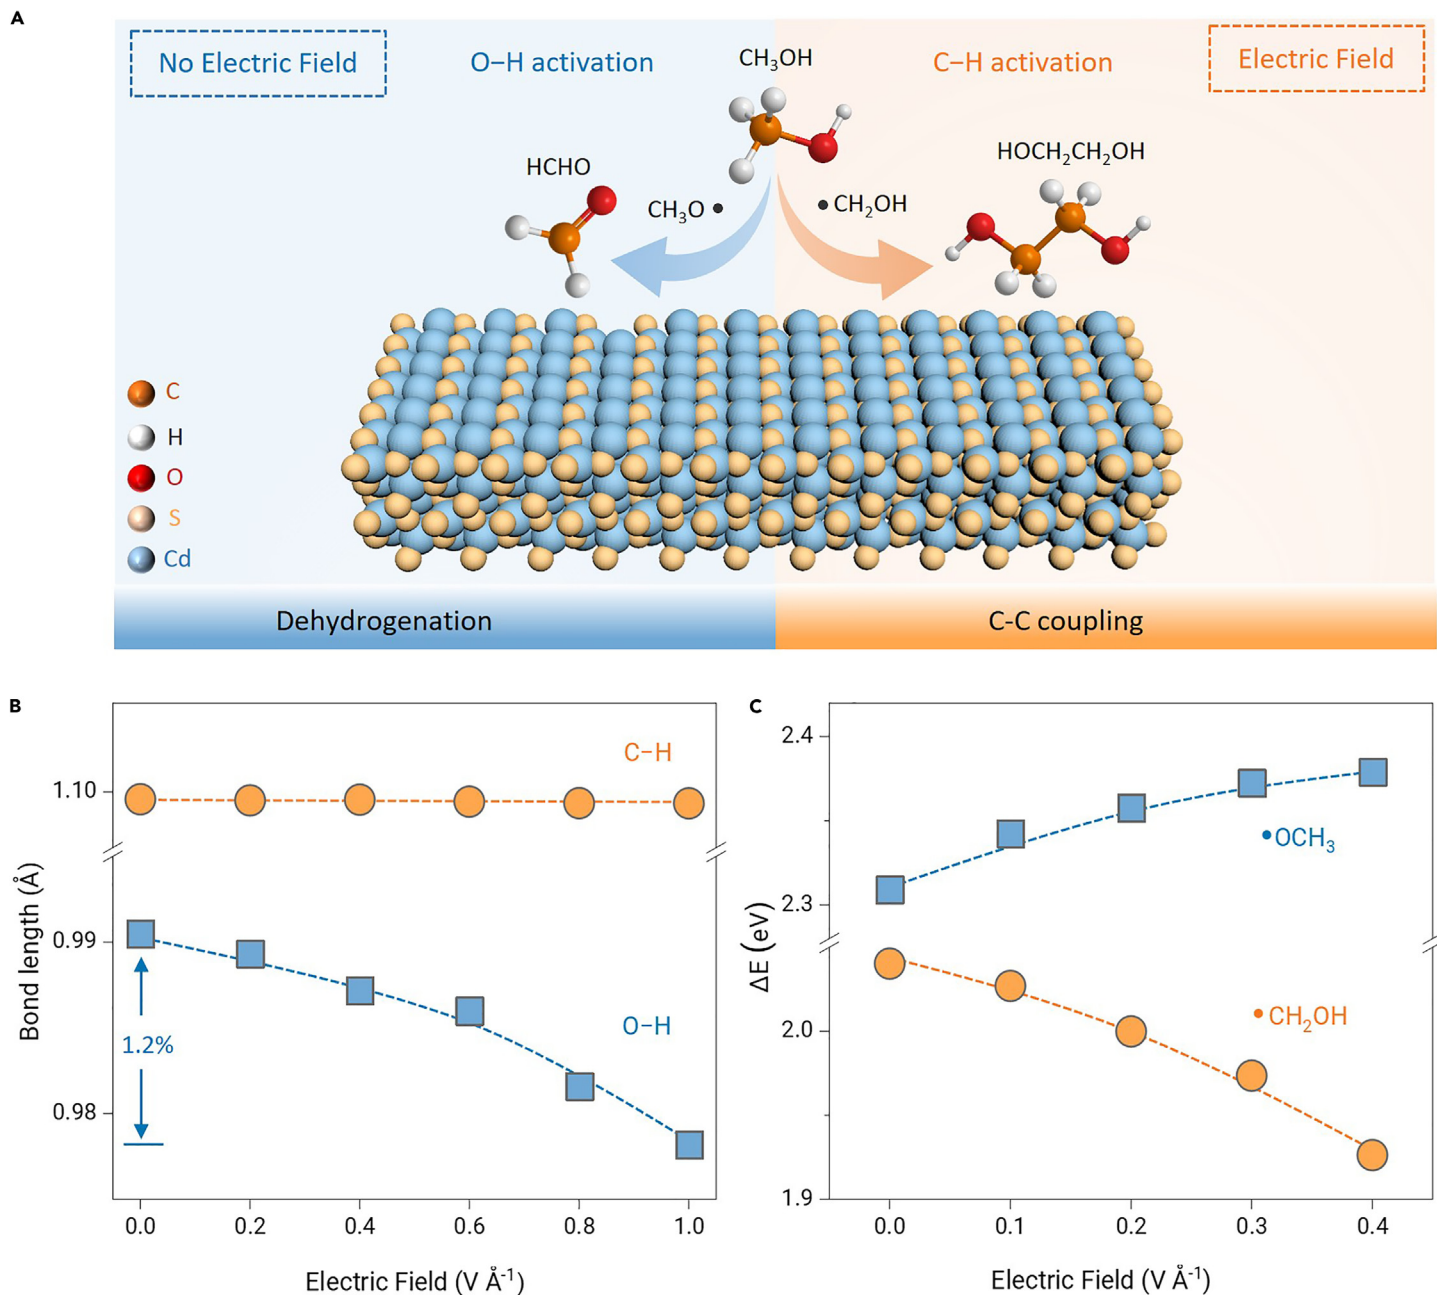 A
No Electric Field
O–H activation
CH₃OH
C–H activation
Electric Field
HCHO
CH₃O •
• CH₂OH
HOCH₂CH₂OH
C
H
O
S
Cd
Dehydrogenation
C-C coupling
B
Bond length (Å)
1.10
0.99
0.98
C–H
O–H
1.2%
0.0 0.2 0.4 0.6 0.8 1.0
Electric Field (V Å⁻¹)
C
ΔE (eV)
2.4
2.3
2.0
1.9
•OCH₃
• CH₂OH
0.0 0.1 0.2 0.3 0.4
Electric Field (V Å⁻¹)